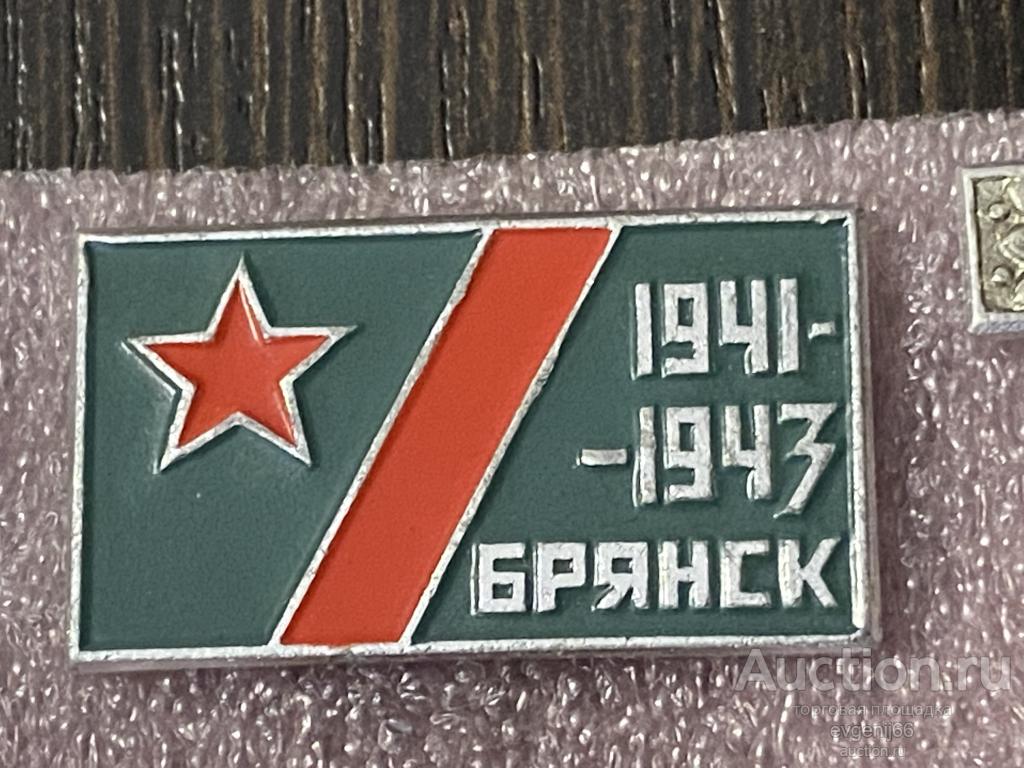 1941-
-1943
БРЯНСК
Auction.ru
торговая площадка
evgenij66
auction.ru